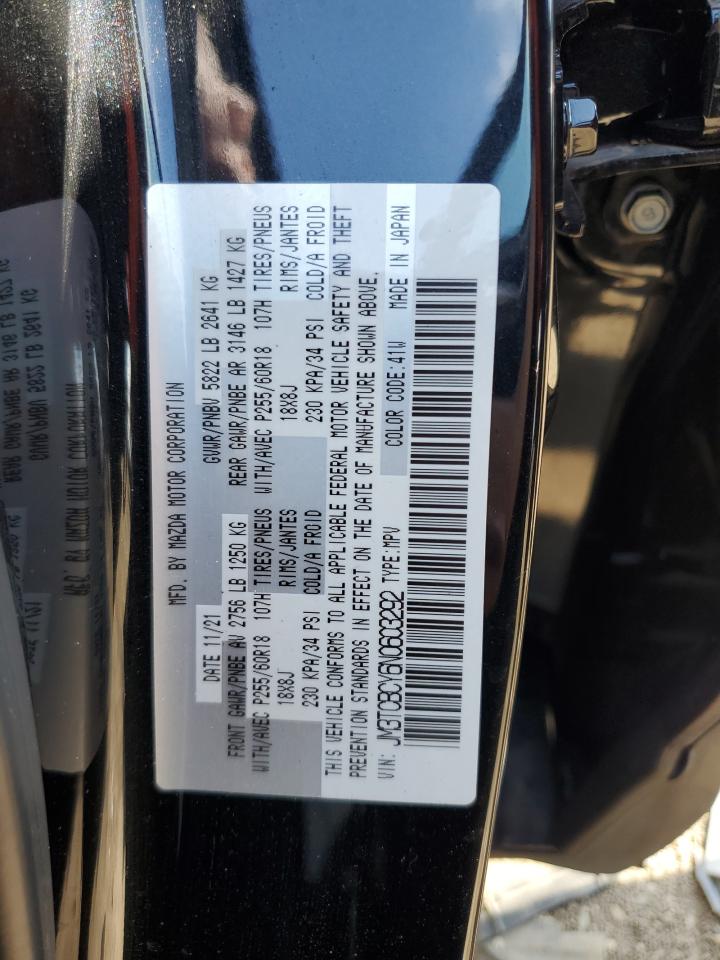 MFD. BY MAZDA MOTOR CORPORATION
DATE 11/21 GVWR/PNBV 5822 LB 2641 KG
FRONT GAWR/PNBE AV 2756 LB 1250 KG REAR GAWR/PNBE AR 3146 LB 1427 KG
WITH/AVEC P255/60R18 107H TIRES/PNEUS WITH/AVEC P255/60R18 107H TIRES/PNEUS
18X8J RIMS/JANTES 18X8J RIMS/JANTES
230 KPA/34 PSI COLD/A FROID 230 KPA/34 PSI COLD/A FROID
THIS VEHICLE CONFORMS TO ALL APPLICABLE FEDERAL MOTOR VEHICLE SAFETY AND THEFT
PREVENTION STANDARDS IN EFFECT ON THE DATE OF MANUFACTURE SHOWN ABOVE.
VIN: JM3TCBCY6N0603292 TYPE:MPV COLOR CODE:41W MADE IN JAPAN